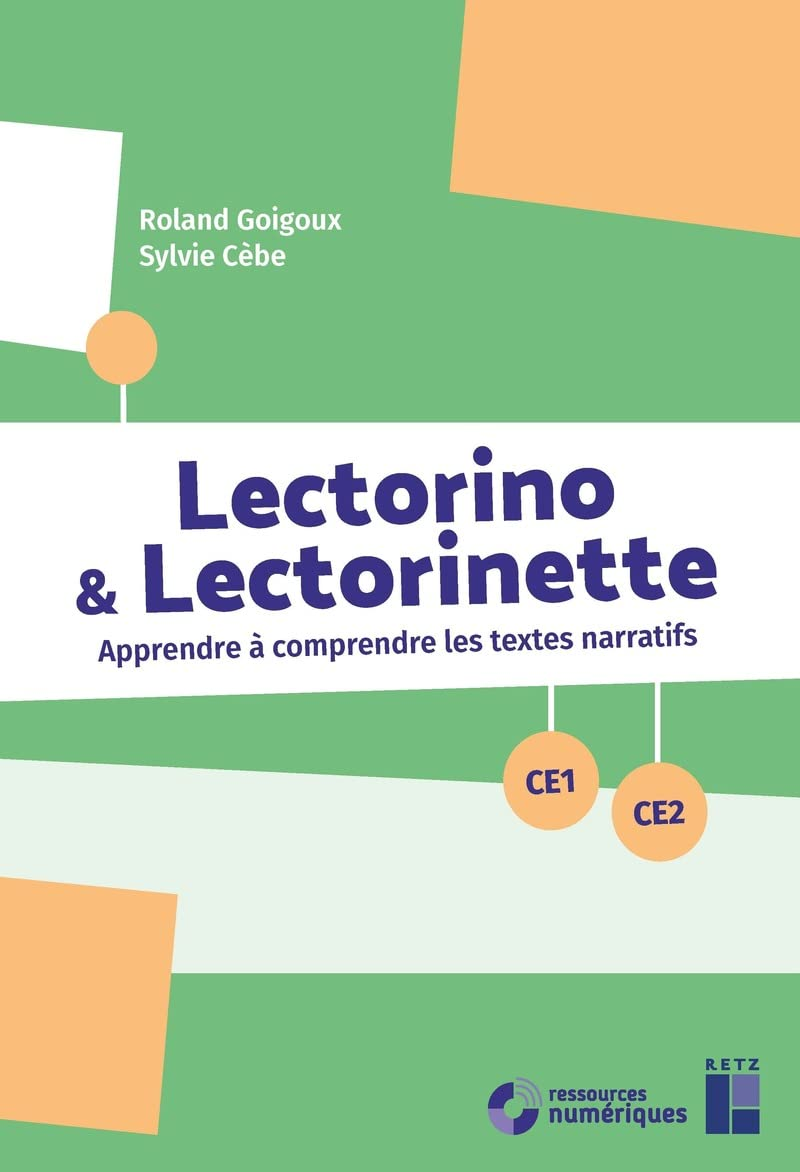 Roland Goigoux
Sylvie Cèbe
Lectorino
& Lectorinette
Apprendre à comprendre les textes narratifs
CE1
CE2
ressources
numériques
RETZ